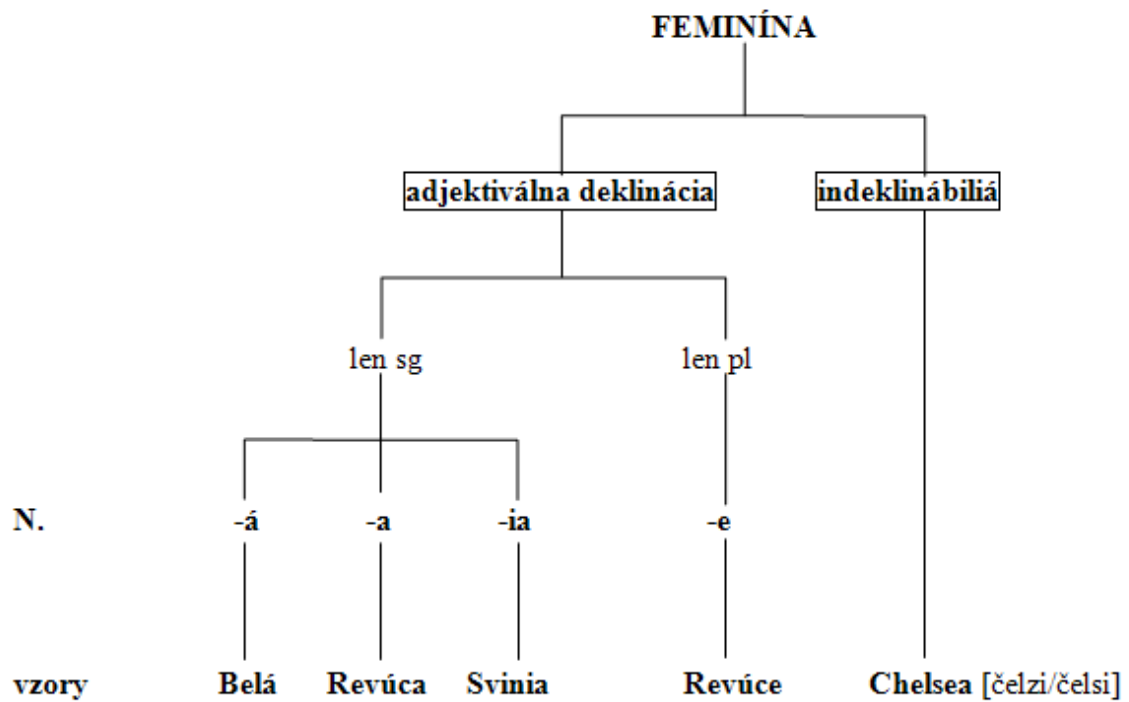 FEMINÍNA
adjektiválna deklinácia indeklinábiliá
len sg len pl
N. -á -a -ia -e
vzory Belá Revúca Svinia Revúce Chelsea [čelzi/čelsi]